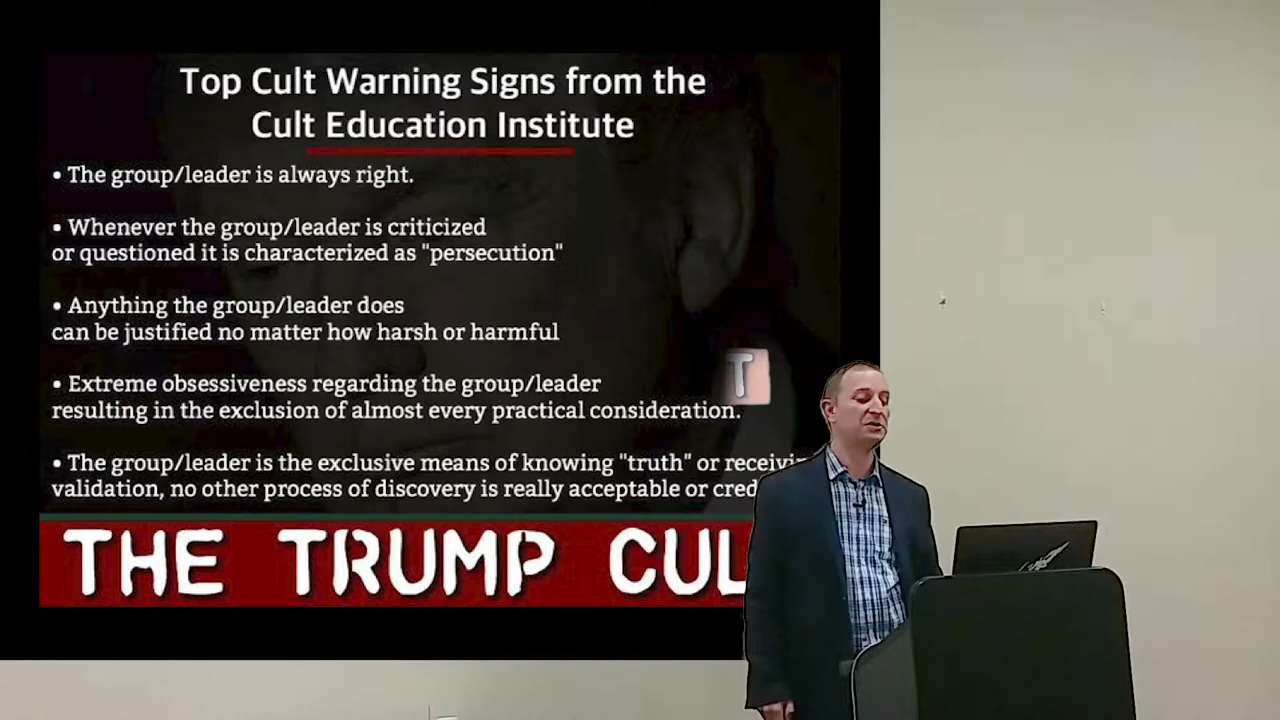 Top Cult Warning Signs from the
Cult Education Institute
• The group/leader is always right.
• Whenever the group/leader is criticized
or questioned it is characterized as "persecution"
• Anything the group/leader does
can be justified no matter how harsh or harmful
• Extreme obsessiveness regarding the group/leader
resulting in the exclusion of almost every practical consideration.
• The group/leader is the exclusive means of knowing "truth" or
validation, no other process of discovery is really acceptable or
T
THE TRUMP